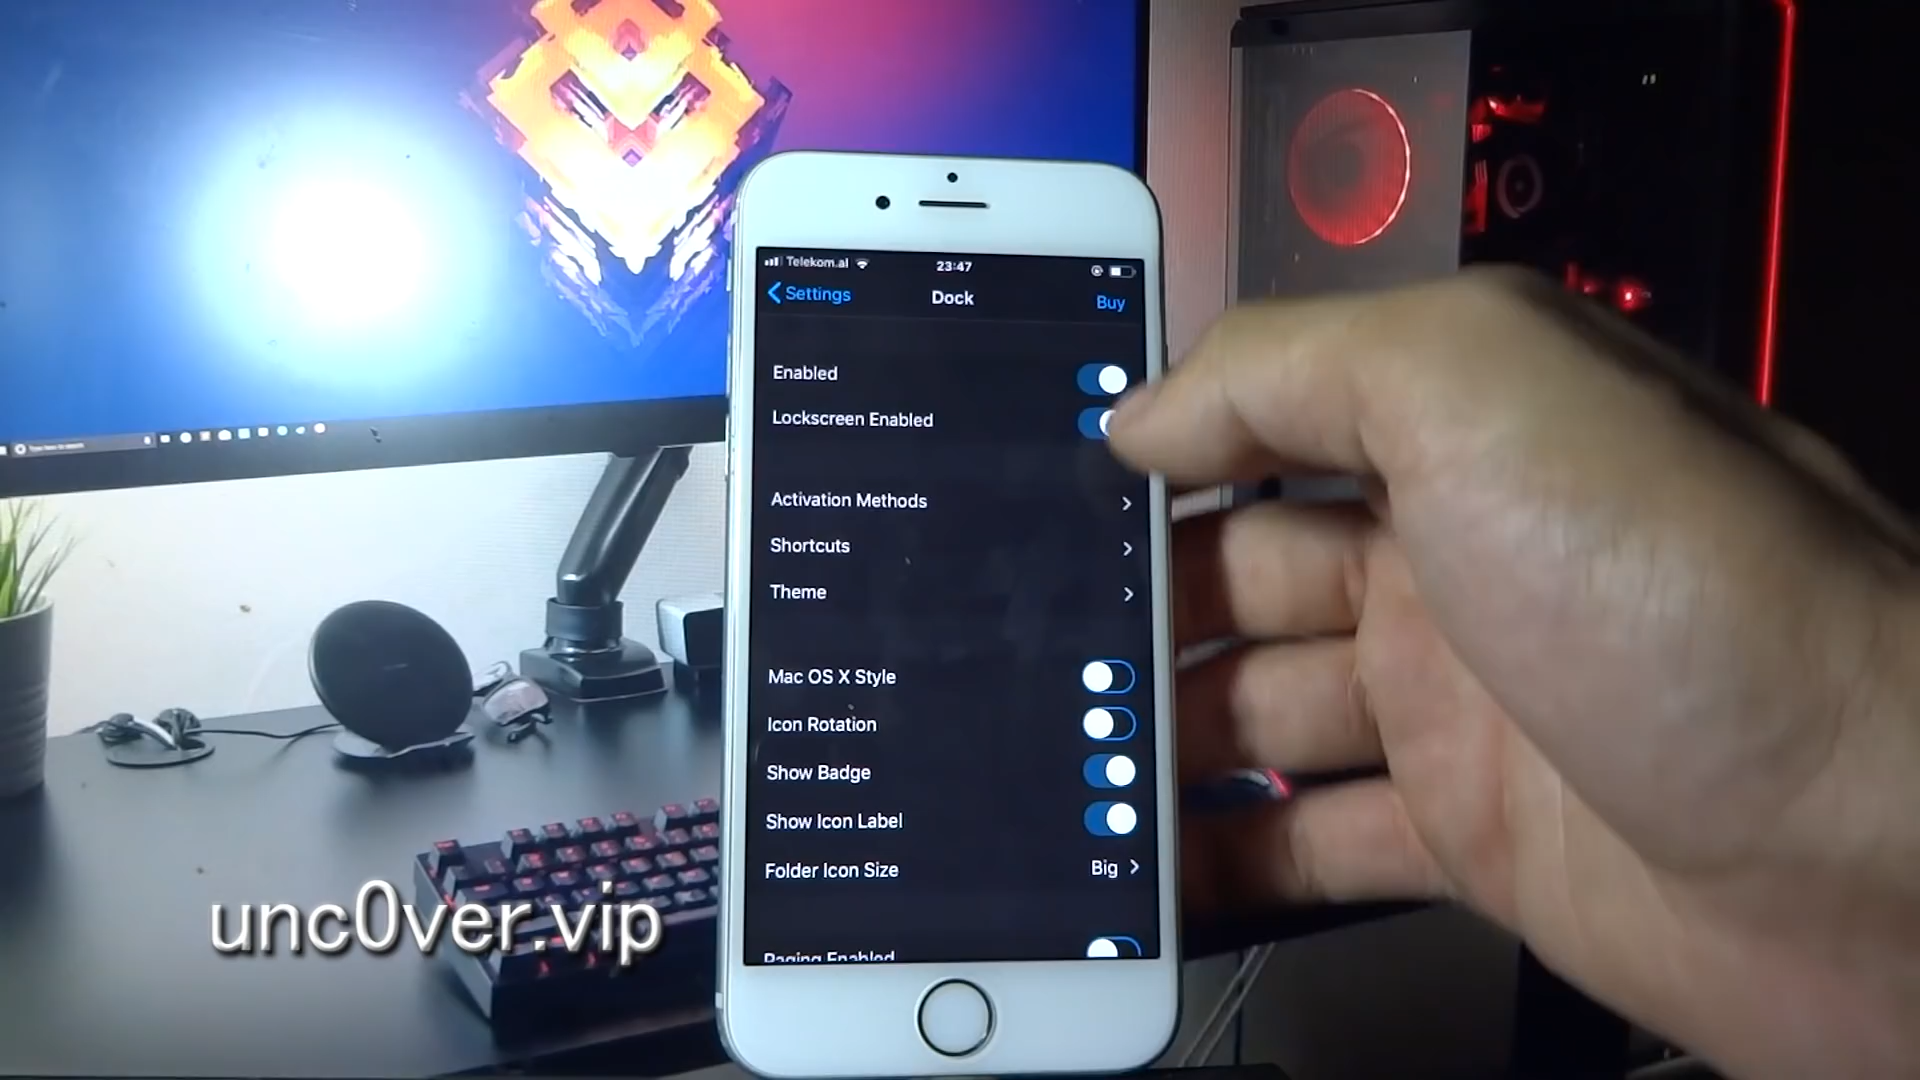 Telekom.al
23:47
Settings
Dock
Buy
Enabled
Lockscreen Enabled
Activation Methods
Shortcuts
Theme
Mac OS X Style
Icon Rotation
Show Badge
Show Icon Label
Folder Icon Size
Big
Paging Enabled
unc0ver.vip